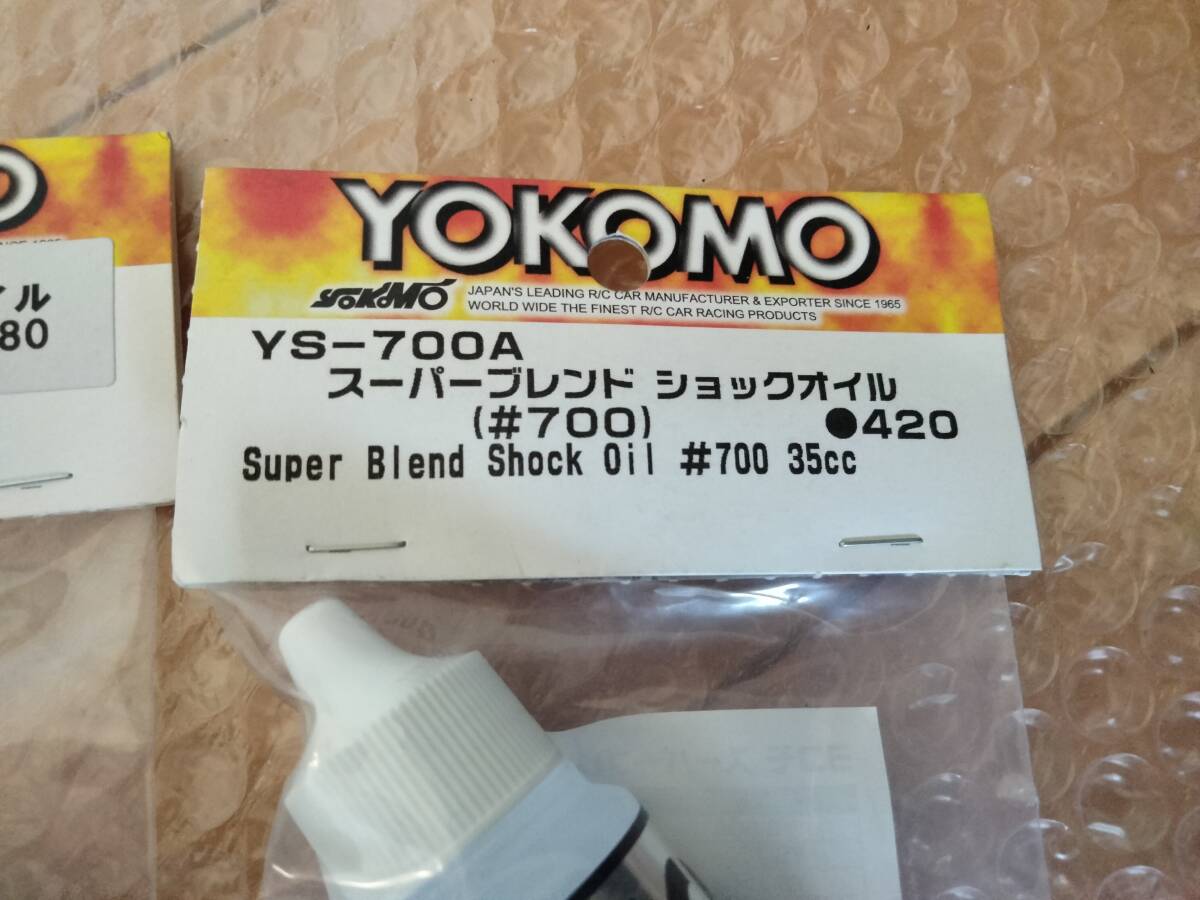 イル
80
YOKOMO
YOKOMO
JAPAN'S LEADING R/C CAR MANUFACTURER & EXPORTER SINCE 1965
WORLD WIDE THE FINEST R/C CAR RACING PRODUCTS
YS-700A
スーパーブレンド ショックオイル
(#700) ●420
Super Blend Shock Oil #700 35cc